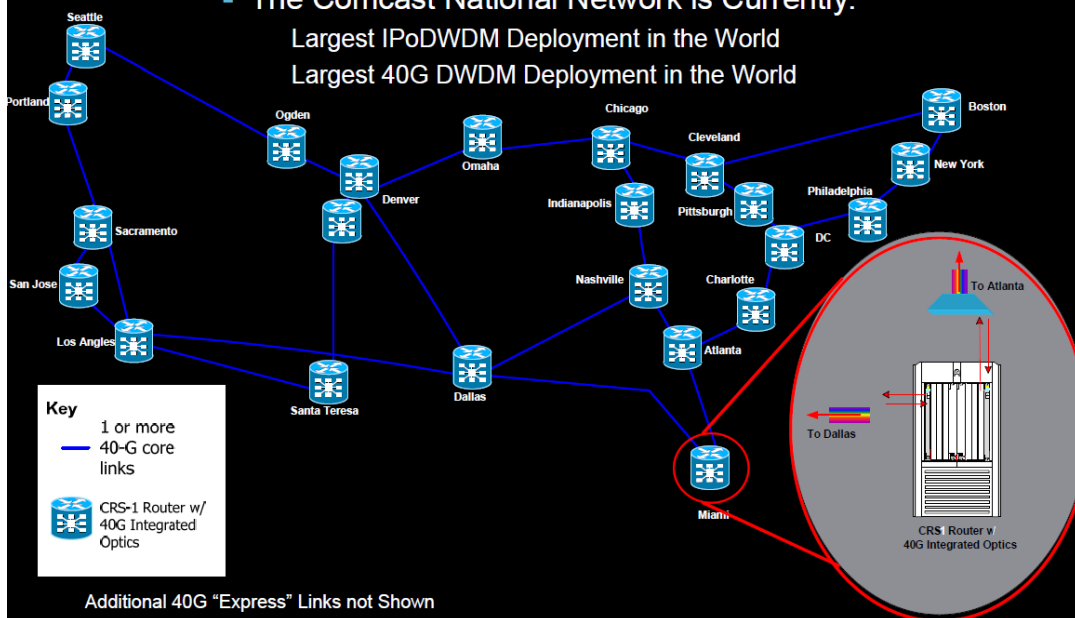 - The Comcast National Network is Currently:
Largest IPoDWDM Deployment in the World
Largest 40G DWDM Deployment in the World
Seattle
Portland
Ogden
Omaha
Chicago
Cleveland
Boston
New York
Denver
Indianapolis
Pittsburgh
Philadelphia
Sacramento
DC
San Jose
Nashville
Charlotte
To Atlanta
Los Angles
Atlanta
Santa Teresa
Dallas
To Dallas
Key
1 or more
40-G core
links
CRS-1 Router w/
40G Integrated
Optics
Miami
CRS1 Router w/
40G Integrated Optics
Additional 40G “Express” Links not Shown